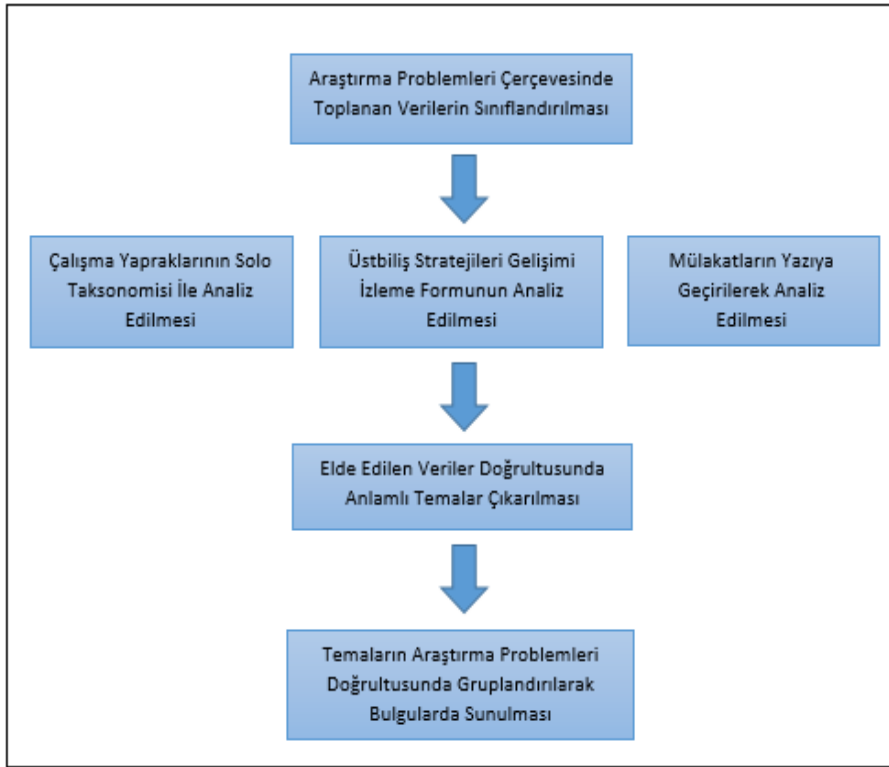 Araştırma Problemleri Çerçevesinde
Toplanan Verilerin Sınıflandırılması
Çalışma Yapraklarının Solo
Taksonomisi İle Analiz
Edilmesi
Üstbiliş Stratejileri Gelişimi
İzleme Formunun Analiz
Edilmesi
Mülakatların Yazıya
Geçirilerek Analiz
Edilmesi
Elde Edilen Veriler Doğrultusunda
Anlamlı Temalar Çıkarılması
Temaların Araştırma Problemleri
Doğrultusunda Gruplandırılarak
Bulgularda Sunulması